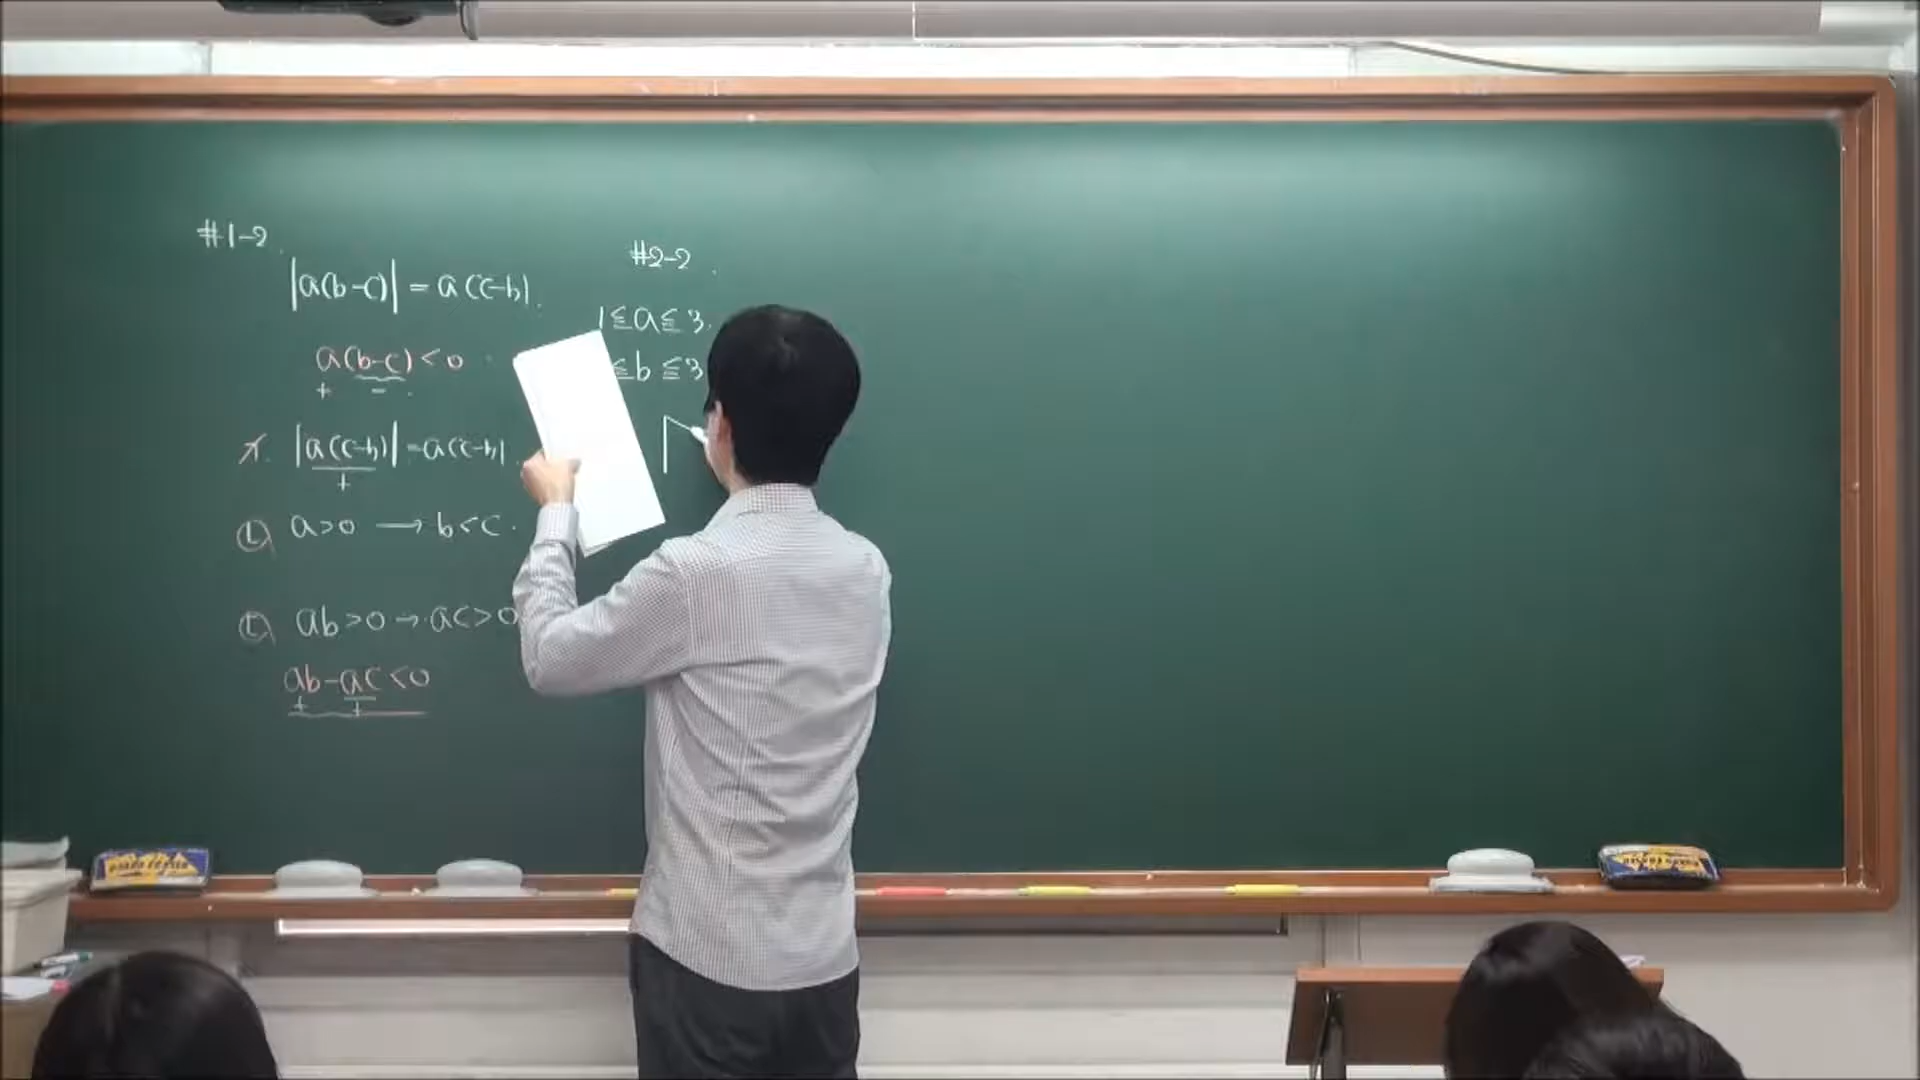 #1-2.
|a(b-c)| = a(c-b).
a(b-c) < 0
+ -
ㄱ. |a(c-b)| = a(c-b).
+
ㄴ) a>0 → b<c.
ㄷ) ab>0 → ac>0
ab-ac<0
+ +
#2-2.
1≦a≦3.
≦b≦3